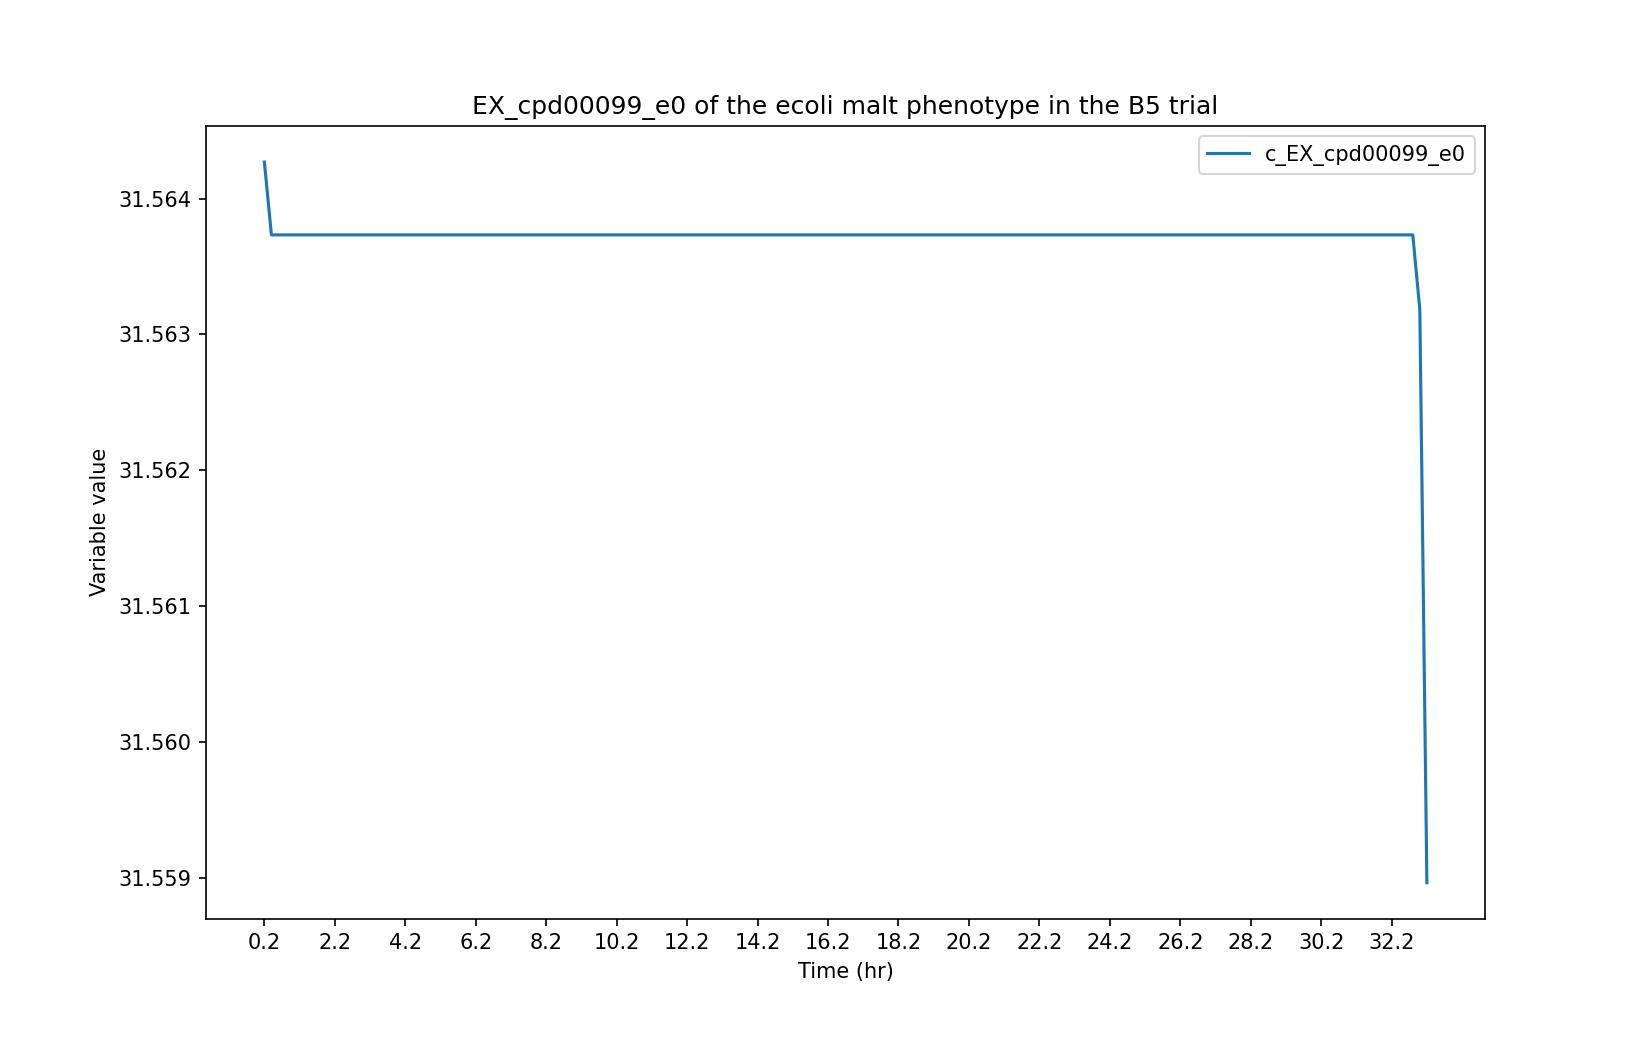 EX_cpd00099_e0 of the ecoli malt phenotype in the B5 trial
c_EX_cpd00099_e0
31.564
31.563
31.562
31.561
31.560
31.559
Variable value
0.2 2.2 4.2 6.2 8.2 10.2 12.2 14.2 16.2 18.2 20.2 22.2 24.2 26.2 28.2 30.2 32.2
Time (hr)